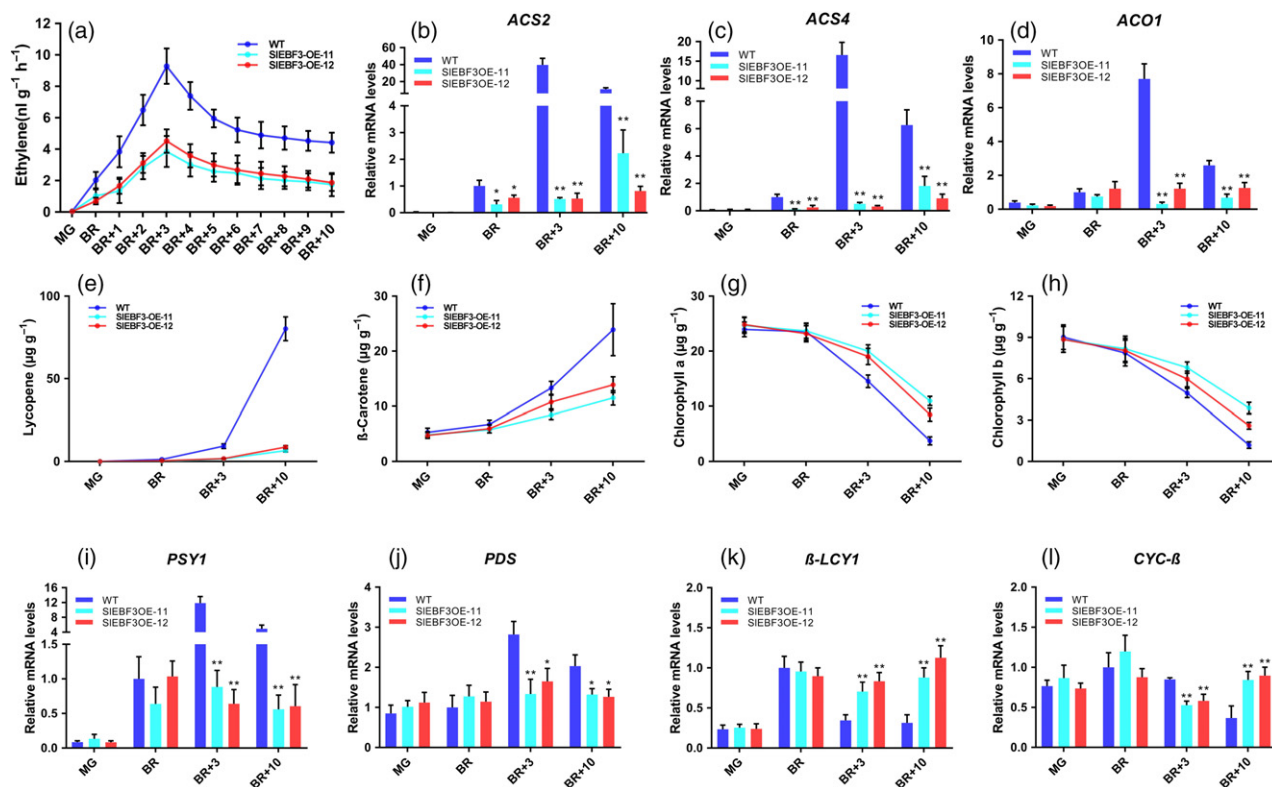 (a)
Ethylene(nl g⁻¹ h⁻¹)
12
10
8
6
4
2
0
WT
SlEBF3-OE-11
SlEBF3-OE-12
MG
BR
BR+1
BR+2
BR+3
BR+4
BR+5
BR+6
BR+7
BR+8
BR+9
BR+10
(b)
ACS2
Relative mRNA levels
60
40
20
4
3
2
1
0
WT
SlEBF3OE-11
SlEBF3OE-12
* *
** **
** **
MG
BR
BR+3
BR+10
(c)
ACS4
Relative mRNA levels
20
15
10
8
6
4
2
0
WT
SlEBF3OE-11
SlEBF3OE-12
** **
** **
** **
MG
BR
BR+3
BR+10
(d)
ACO1
Relative mRNA levels
10
8
6
4
2
0
WT
SlEBF3OE-11
SlEBF3OE-12
** **
** **
MG
BR
BR+3
BR+10
(e)
Lycopene (µg g⁻¹)
100
50
0
WT
SlEBF3-OE-11
SlEBF3-OE-12
MG
BR
BR+3
BR+10
(f)
ß-Carotene (µg g⁻¹)
30
20
10
0
WT
SlEBF3-OE-11
SlEBF3-OE-12
MG
BR
BR+3
BR+10
(g)
Chlorophyll a (µg g⁻¹)
30
20
10
0
WT
SlEBF3-OE-11
SlEBF3-OE-12
MG
BR
BR+3
BR+10
(h)
Chlorophyll b (µg g⁻¹)
12
9
6
3
0
WT
SlEBF3-OE-11
SlEBF3-OE-12
MG
BR
BR+3
BR+10
(i)
PSY1
Relative mRNA levels
16
12
8
4
1.0
0.5
0.0
WT
SlEBF3OE-11
SlEBF3OE-12
** **
** **
MG
BR
BR+3
BR+10
(j)
PDS
Relative mRNA levels
4
3
2
1
0
WT
SlEBF3OE-11
SlEBF3OE-12
** *
* *
MG
BR
BR+3
BR+10
(k)
ß-LCY1
Relative mRNA levels
2.0
1.5
1.0
0.5
0.0
WT
SlEBF3OE-11
SlEBF3OE-12
** **
** **
MG
BR
BR+3
BR+10
(l)
CYC-ß
Relative mRNA levels
2.0
1.5
1.0
0.5
0.0
WT
SlEBF3OE-11
SlEBF3OE-12
** **
** **
MG
BR
BR+3
BR+10